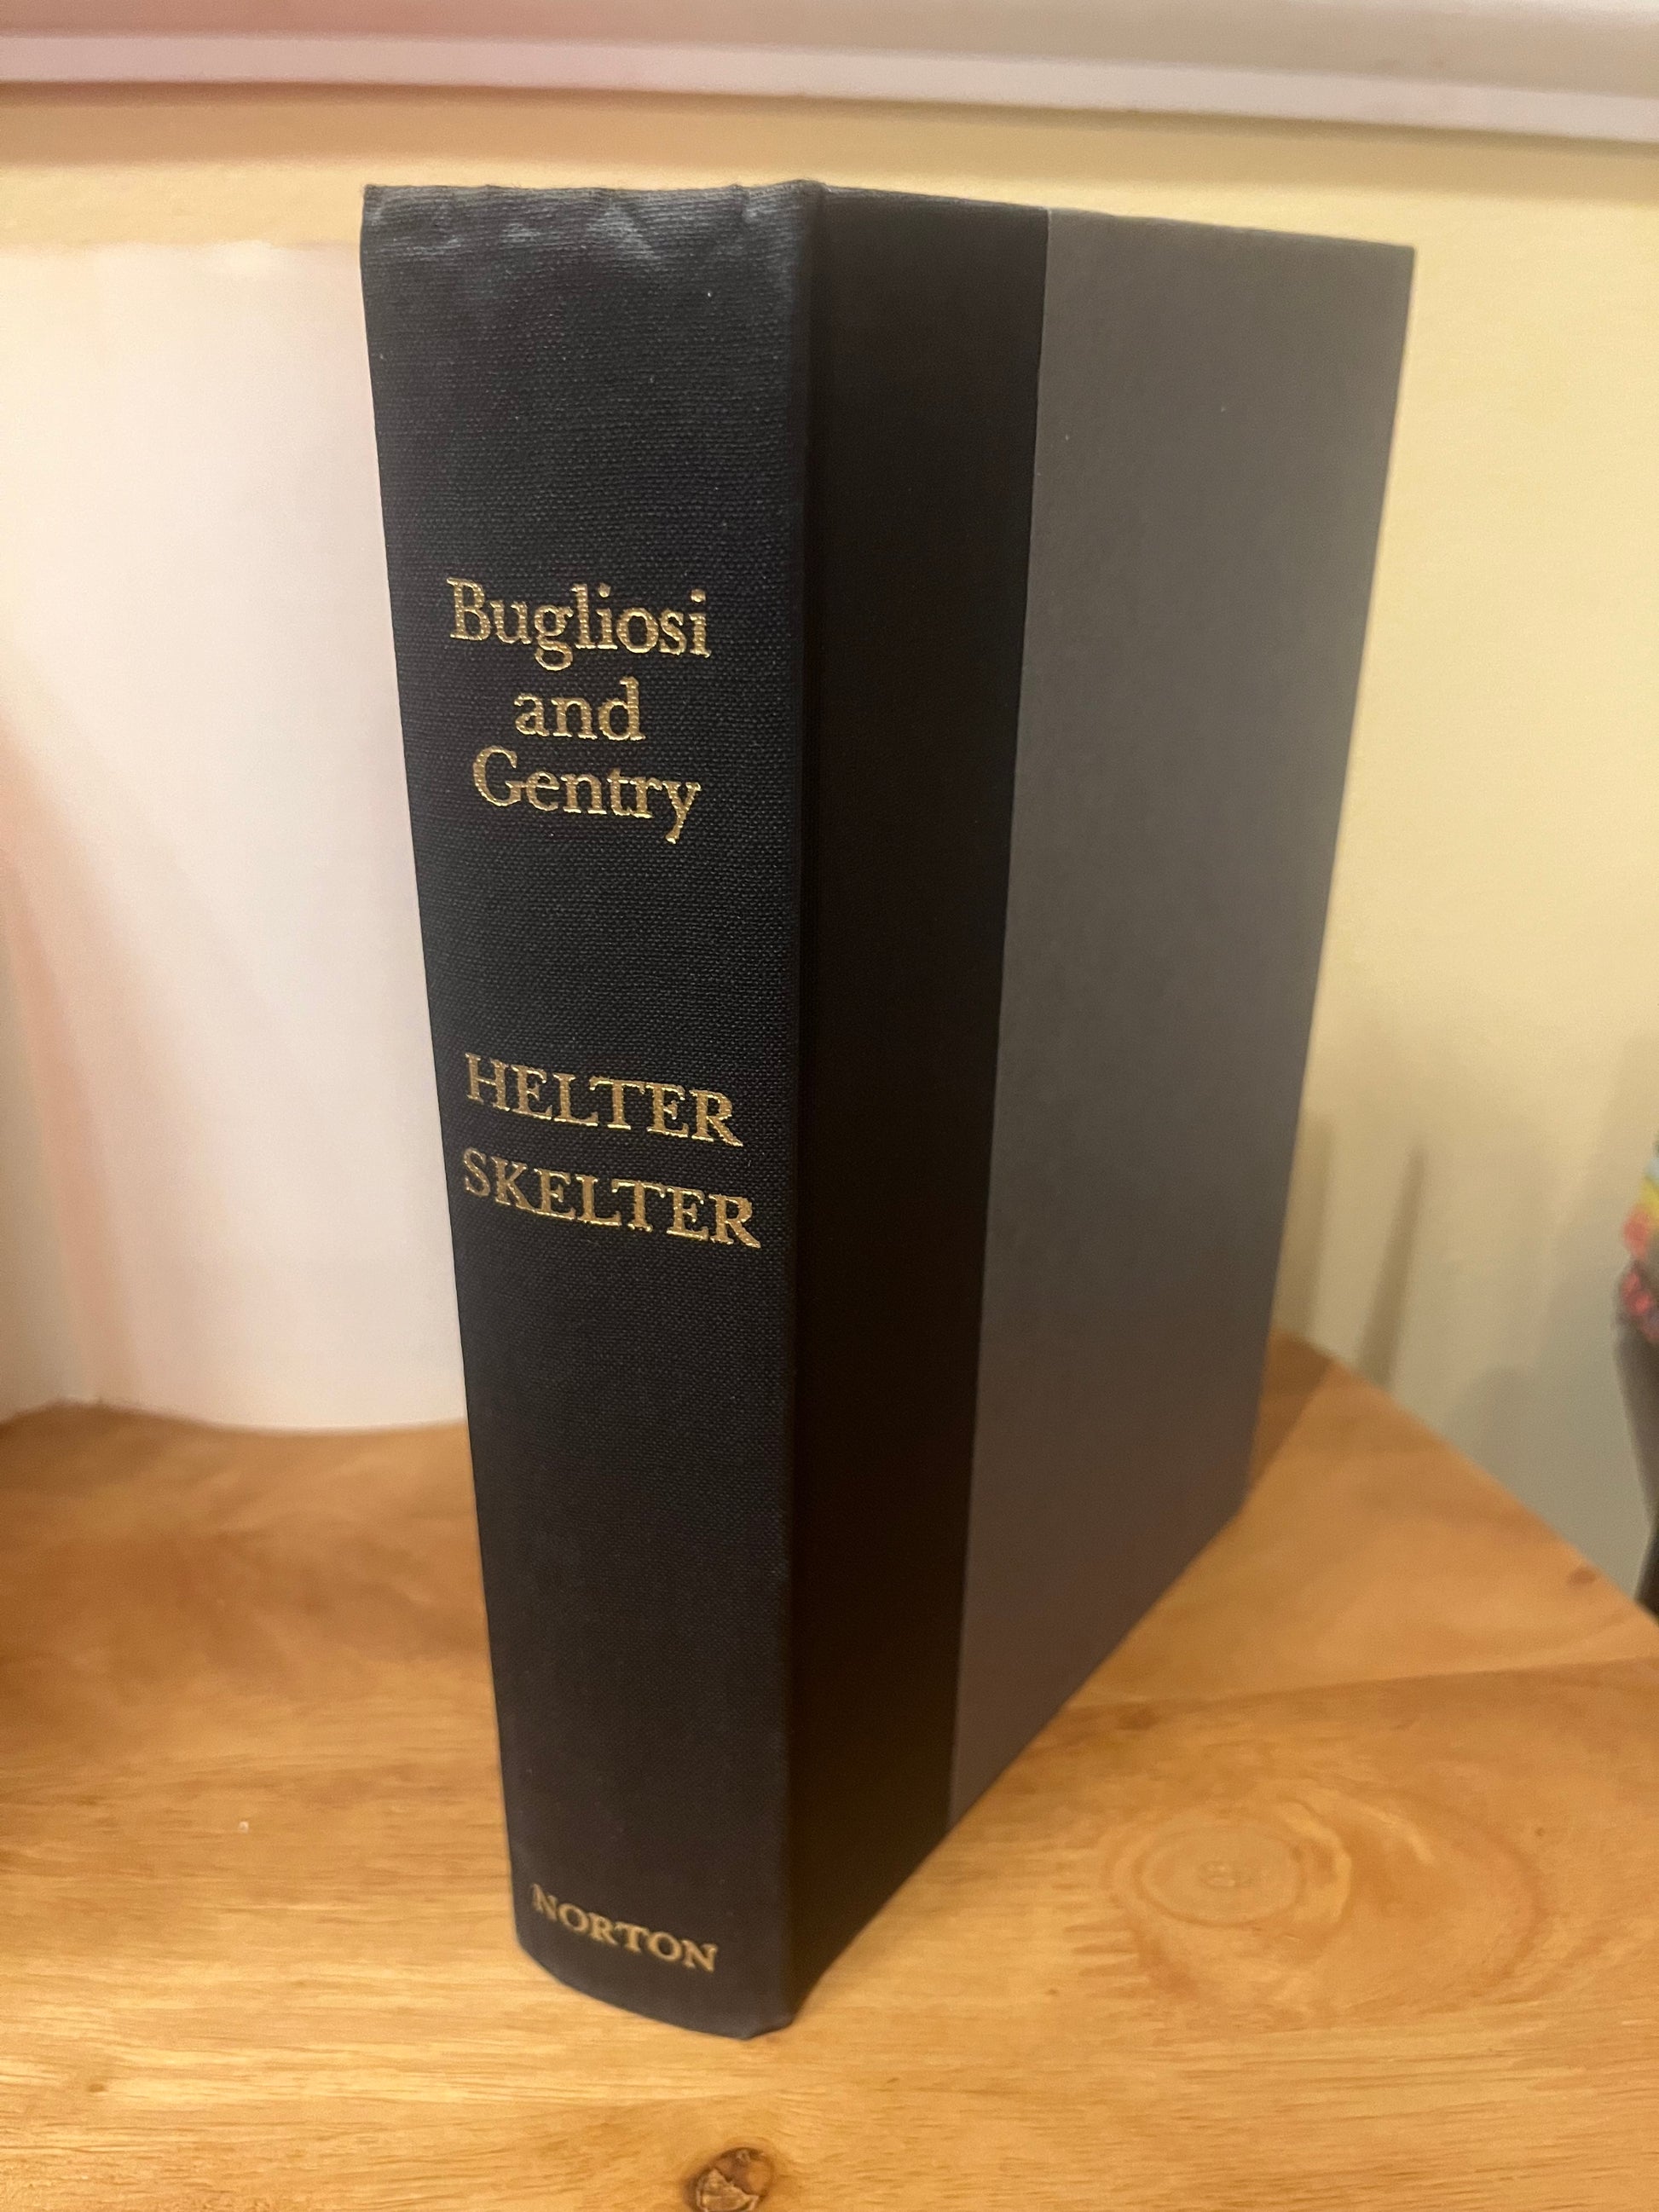 Bugliosi
and
Gentry
HELTER
SKELTER
NORTON